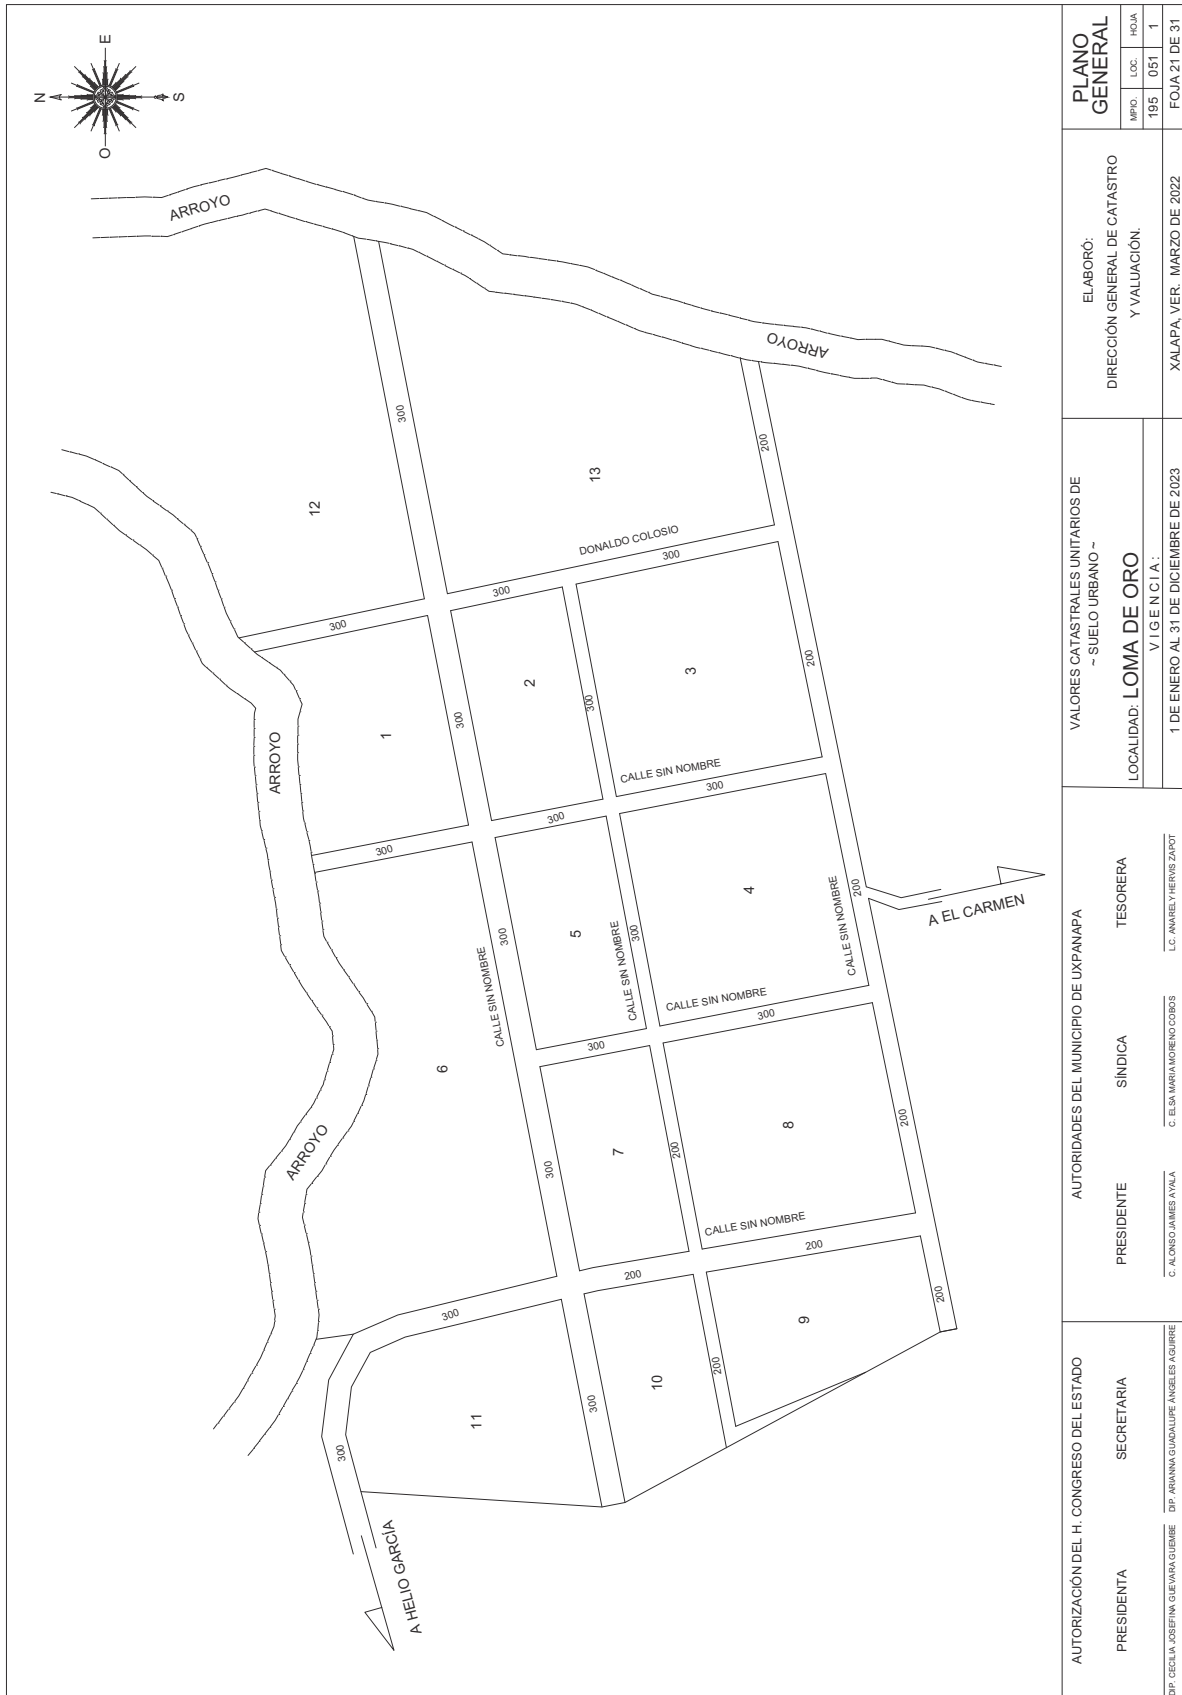 N
E
S
O
ARROYO
ARROYO
ARROYO
ARROYO
12
13
1
2
3
6
5
4
7
8
11
10
9
300
300
200
DONALDO COLOSIO
300
300
300
300
300
200
CALLE SIN NOMBRE
300
300
300
CALLE SIN NOMBRE
300
CALLE SIN NOMBRE
300
CALLE SIN NOMBRE
200
A EL CARMEN
CALLE SIN NOMBRE
300
300
300
200
200
CALLE SIN NOMBRE
200
200
300
300
200
200
300
A HELIO GARCÍA
AUTORIZACIÓN DEL H. CONGRESO DEL ESTADO
PRESIDENTA
SECRETARIA
DIP. CECILIA JOSEFINA GUEVARA GUEMBE
DIP. ARIANNA GUADALUPE ÁNGELES AGUIRRE
AUTORIDADES DEL MUNICIPIO DE UXPANAPA
PRESIDENTE
SÍNDICA
TESORERA
C. ALONSO JAIMES AYALA
C. ELSA MARIA MORENO COBOS
L.C. ANARELY HERVIS ZAPOT
VALORES CATASTRALES UNITARIOS DE
~ SUELO URBANO ~
LOCALIDAD: LOMA DE ORO
V I G E N C I A :
1 DE ENERO AL 31 DE DICIEMBRE DE 2023
ELABORÓ:
DIRECCIÓN GENERAL DE CATASTRO
Y VALUACIÓN.
XALAPA, VER. MARZO DE 2022
PLANO
GENERAL
MPIO. LOC. HOJA
195 051 1
FOJA 21 DE 31